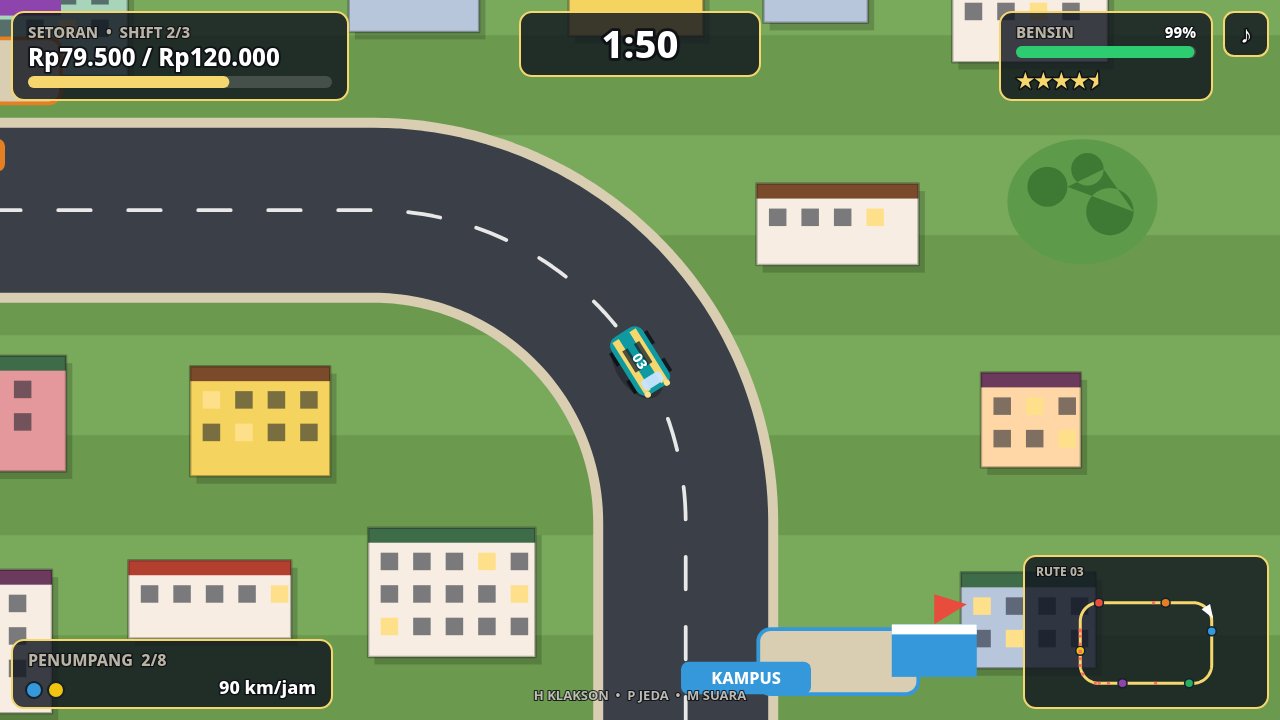 SETORAN • SHIFT 2/3
Rp79.500 / Rp120.000
1:50
BENSIN 99%
♪
03
RUTE 03
PENUMPANG 2/8
90 km/jam
KAMPUS
H KLAKSON • P JEDA • M SUARA